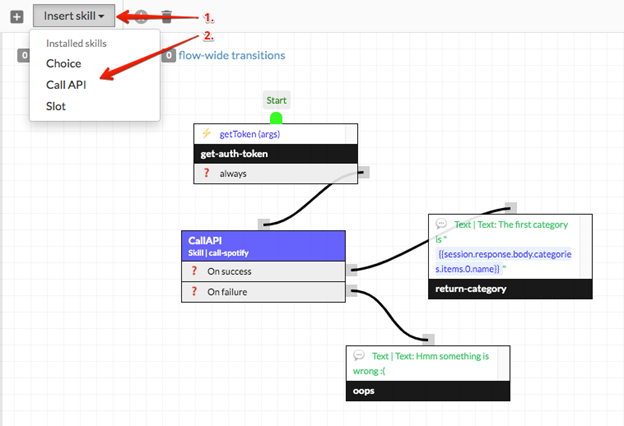 Insert skill
1.
2.
Installed skills
Choice
Call API
Slot
0
0 flow-wide transitions
Start
getToken (args)
get-auth-token
? always
CallAPI
Skill | call-spotify
? On success
? On failure
Text | Text: The first category
is "
{{session.response.body.categorie
s.items.0.name}} "
return-category
Text | Text: Hmm something is
wrong :(
oops